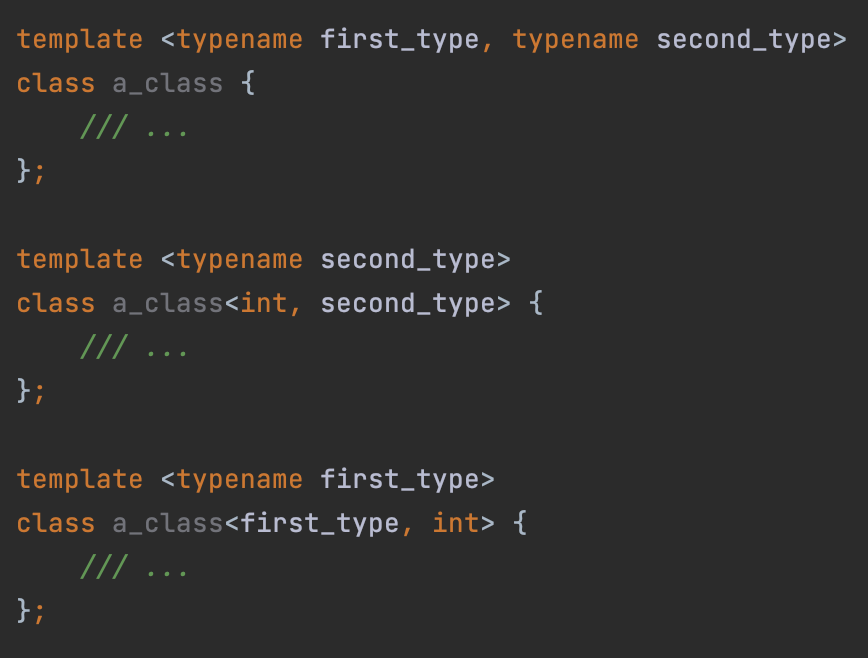 template <typename first_type, typename second_type>
class a_class {
    /// ...
};

template <typename second_type>
class a_class<int, second_type> {
    /// ...
};

template <typename first_type>
class a_class<first_type, int> {
    /// ...
};